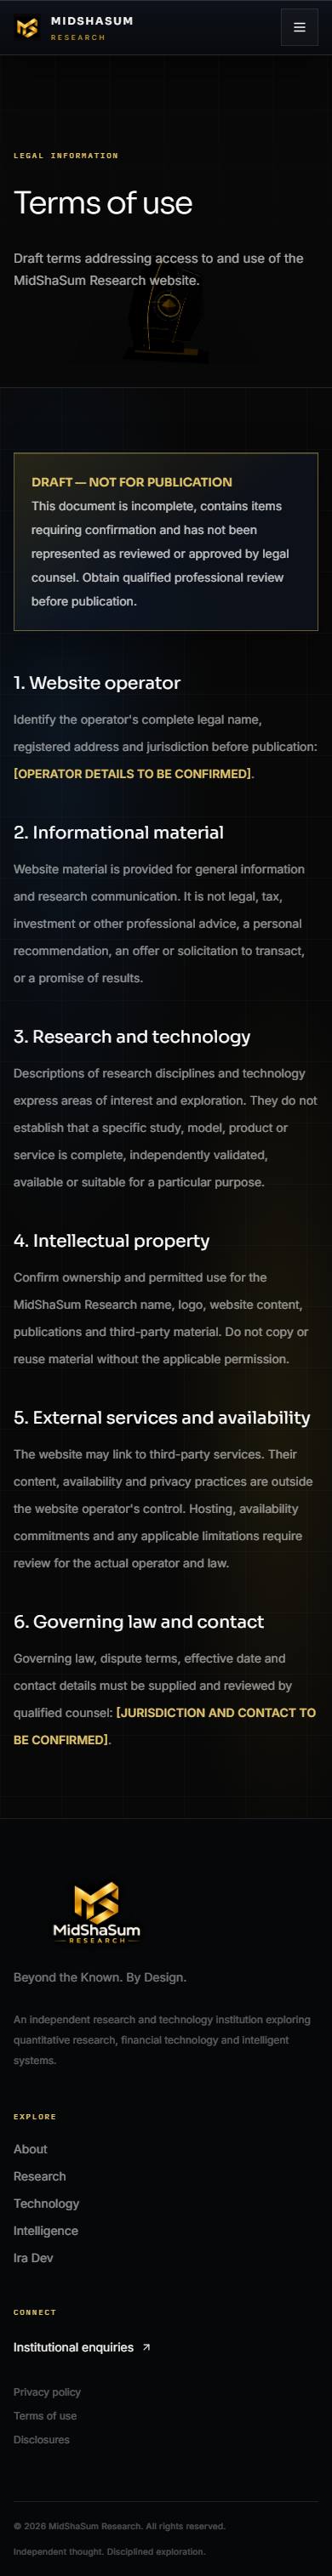 MIDSHASUM
RESEARCH
LEGAL INFORMATION
Terms of use
Draft terms addressing access to and use of the
MidShaSum Research website.
DRAFT — NOT FOR PUBLICATION
This document is incomplete, contains items
requiring confirmation and has not been
represented as reviewed or approved by legal
counsel. Obtain qualified professional review
before publication.
1. Website operator
Identify the operator's complete legal name,
registered address and jurisdiction before publication:
[OPERATOR DETAILS TO BE CONFIRMED].
2. Informational material
Website material is provided for general information
and research communication. It is not legal, tax,
investment or other professional advice, a personal
recommendation, an offer or solicitation to transact,
or a promise of results.
3. Research and technology
Descriptions of research disciplines and technology
express areas of interest and exploration. They do not
establish that a specific study, model, product or
service is complete, independently validated,
available or suitable for a particular purpose.
4. Intellectual property
Confirm ownership and permitted use for the
MidShaSum Research name, logo, website content,
publications and third-party material. Do not copy or
reuse material without the applicable permission.
5. External services and availability
The website may link to third-party services. Their
content, availability and privacy practices are outside
the website operator's control. Hosting, availability
commitments and any applicable limitations require
review for the actual operator and law.
6. Governing law and contact
Governing law, dispute terms, effective date and
contact details must be supplied and reviewed by
qualified counsel: [JURISDICTION AND CONTACT TO
BE CONFIRMED].
MidShaSum
RESEARCH
Beyond the Known. By Design.
An independent research and technology institution exploring
quantitative research, financial technology and intelligent
systems.
EXPLORE
About
Research
Technology
Intelligence
Ira Dev
CONNECT
Institutional enquiries ↗
Privacy policy
Terms of use
Disclosures
© 2026 MidShaSum Research. All rights reserved.
Independent thought. Disciplined exploration.